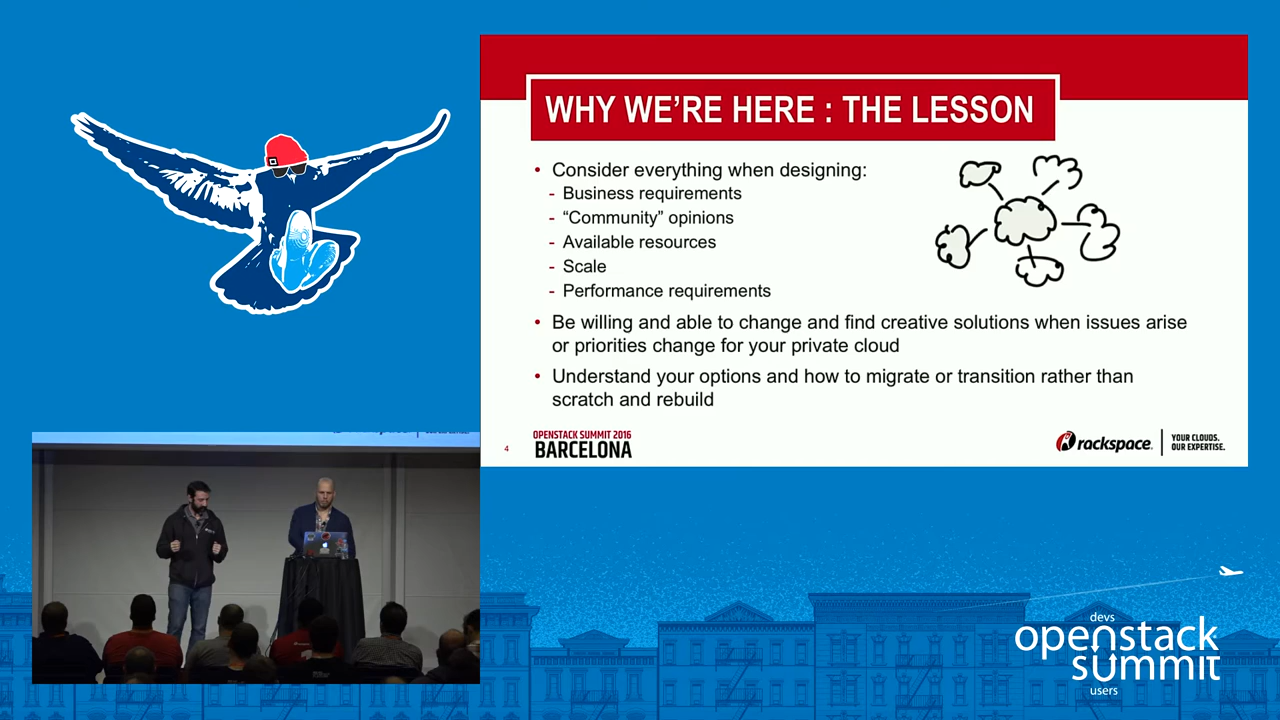 WHY WE'RE HERE : THE LESSON
• Consider everything when designing:
- Business requirements
- “Community” opinions
- Available resources
- Scale
- Performance requirements
• Be willing and able to change and find creative solutions when issues arise
or priorities change for your private cloud
• Understand your options and how to migrate or transition rather than
scratch and rebuild
4
OPENSTACK SUMMIT 2016
BARCELONA
rackspace.
YOUR CLOUDS.
OUR EXPERTISE.
devs
openstack
summit
users